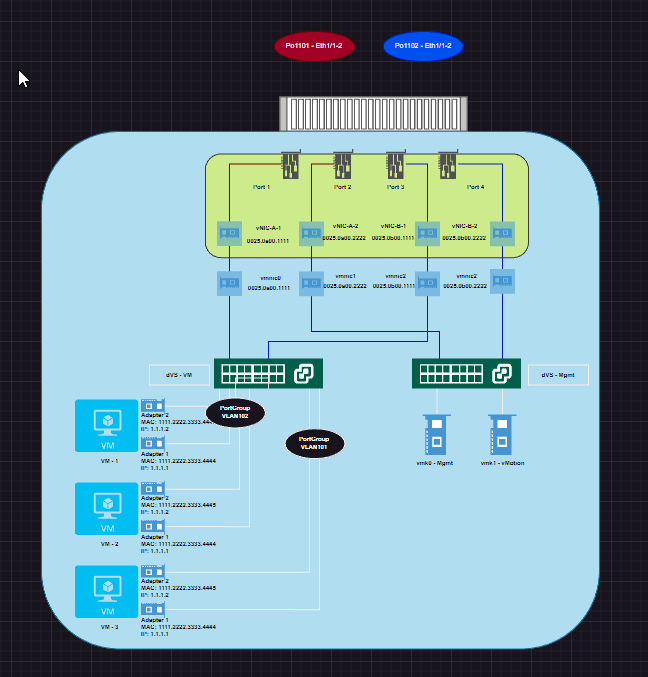 Po1101 - Eth1/1-2
Po1102 - Eth1/1-2
Port 1
Port 2
Port 3
Port 4
vNIC-A-1
0025.0a00.1111
vNIC-A-2
0025.0a00.2222
vNIC-B-1
0025.0b00.1111
vNIC-B-2
0025.0b00.2222
vmnic0
0025.0a00.1111
vmnic1
0025.0a00.2222
vmnic2
0025.0b00.1111
vmnic2
0025.0b00.2222
dVS - VM
dVS - Mgmt
PortGroup
VLAN102
PortGroup
VLAN101
vmk0 - Mgmt
vmk1 - vMotion
VM
VM - 1
Adapter 2
MAC: 1111.2222.3333.4445
IP: 1.1.1.2
Adapter 1
MAC: 1111.2222.3333.4444
IP: 1.1.1.1
VM
VM - 2
Adapter 2
MAC: 1111.2222.3333.4445
IP: 1.1.1.2
Adapter 1
MAC: 1111.2222.3333.4444
IP: 1.1.1.1
VM
VM - 3
Adapter 2
MAC: 1111.2222.3333.4445
IP: 1.1.1.2
Adapter 1
MAC: 1111.2222.3333.4444
IP: 1.1.1.1